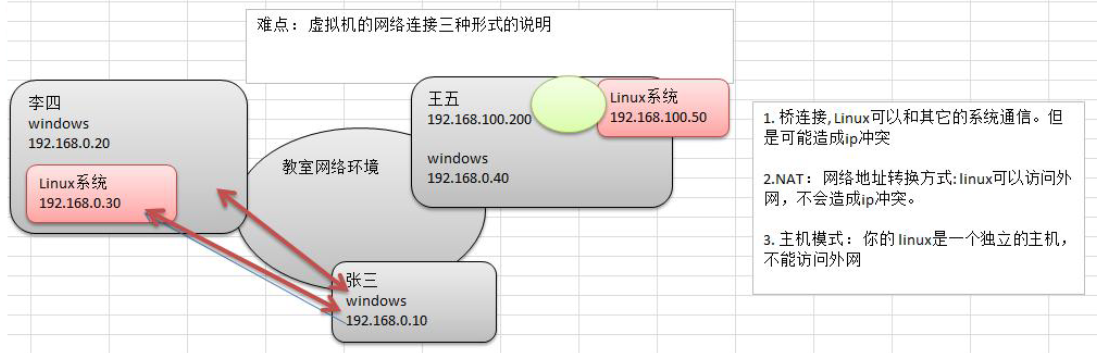 难点：虚拟机的网络连接三种形式的说明
李四
windows
192.168.0.20
Linux系统
192.168.0.30
教室网络环境
王五
192.168.100.200
windows
192.168.0.40
Linux系统
192.168.100.50
张三
windows
192.168.0.10
1. 桥连接, Linux可以和其它的系统通信。但
是可能造成ip冲突
2.NAT：网络地址转换方式: linux可以访问外
网，不会造成ip冲突。
3. 主机模式：你的 linux是一个独立的主机，
不能访问外网